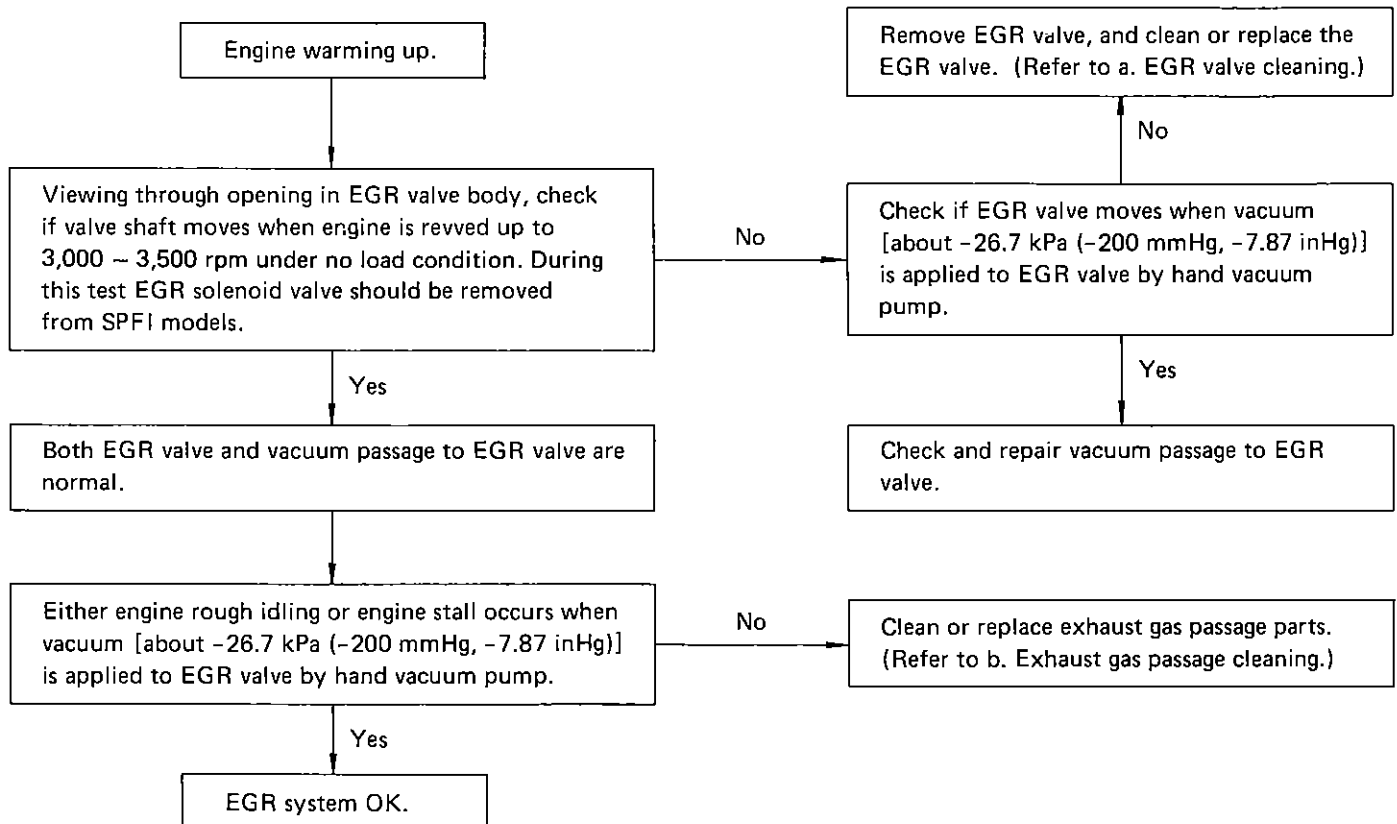 Engine warming up.
Viewing through opening in EGR valve body, check
if valve shaft moves when engine is revved up to
3,000 ~ 3,500 rpm under no load condition. During
this test EGR solenoid valve should be removed
from SPFI models.
No
Remove EGR valve, and clean or replace the
EGR valve. (Refer to a. EGR valve cleaning.)
No
Check if EGR valve moves when vacuum
[about -26.7 kPa (-200 mmHg, -7.87 inHg)]
is applied to EGR valve by hand vacuum
pump.
Yes
Check and repair vacuum passage to EGR
valve.
Yes
Both EGR valve and vacuum passage to EGR valve are
normal.
Either engine rough idling or engine stall occurs when
vacuum [about -26.7 kPa (-200 mmHg, -7.87 inHg)]
is applied to EGR valve by hand vacuum pump.
No
Clean or replace exhaust gas passage parts.
(Refer to b. Exhaust gas passage cleaning.)
Yes
EGR system OK.